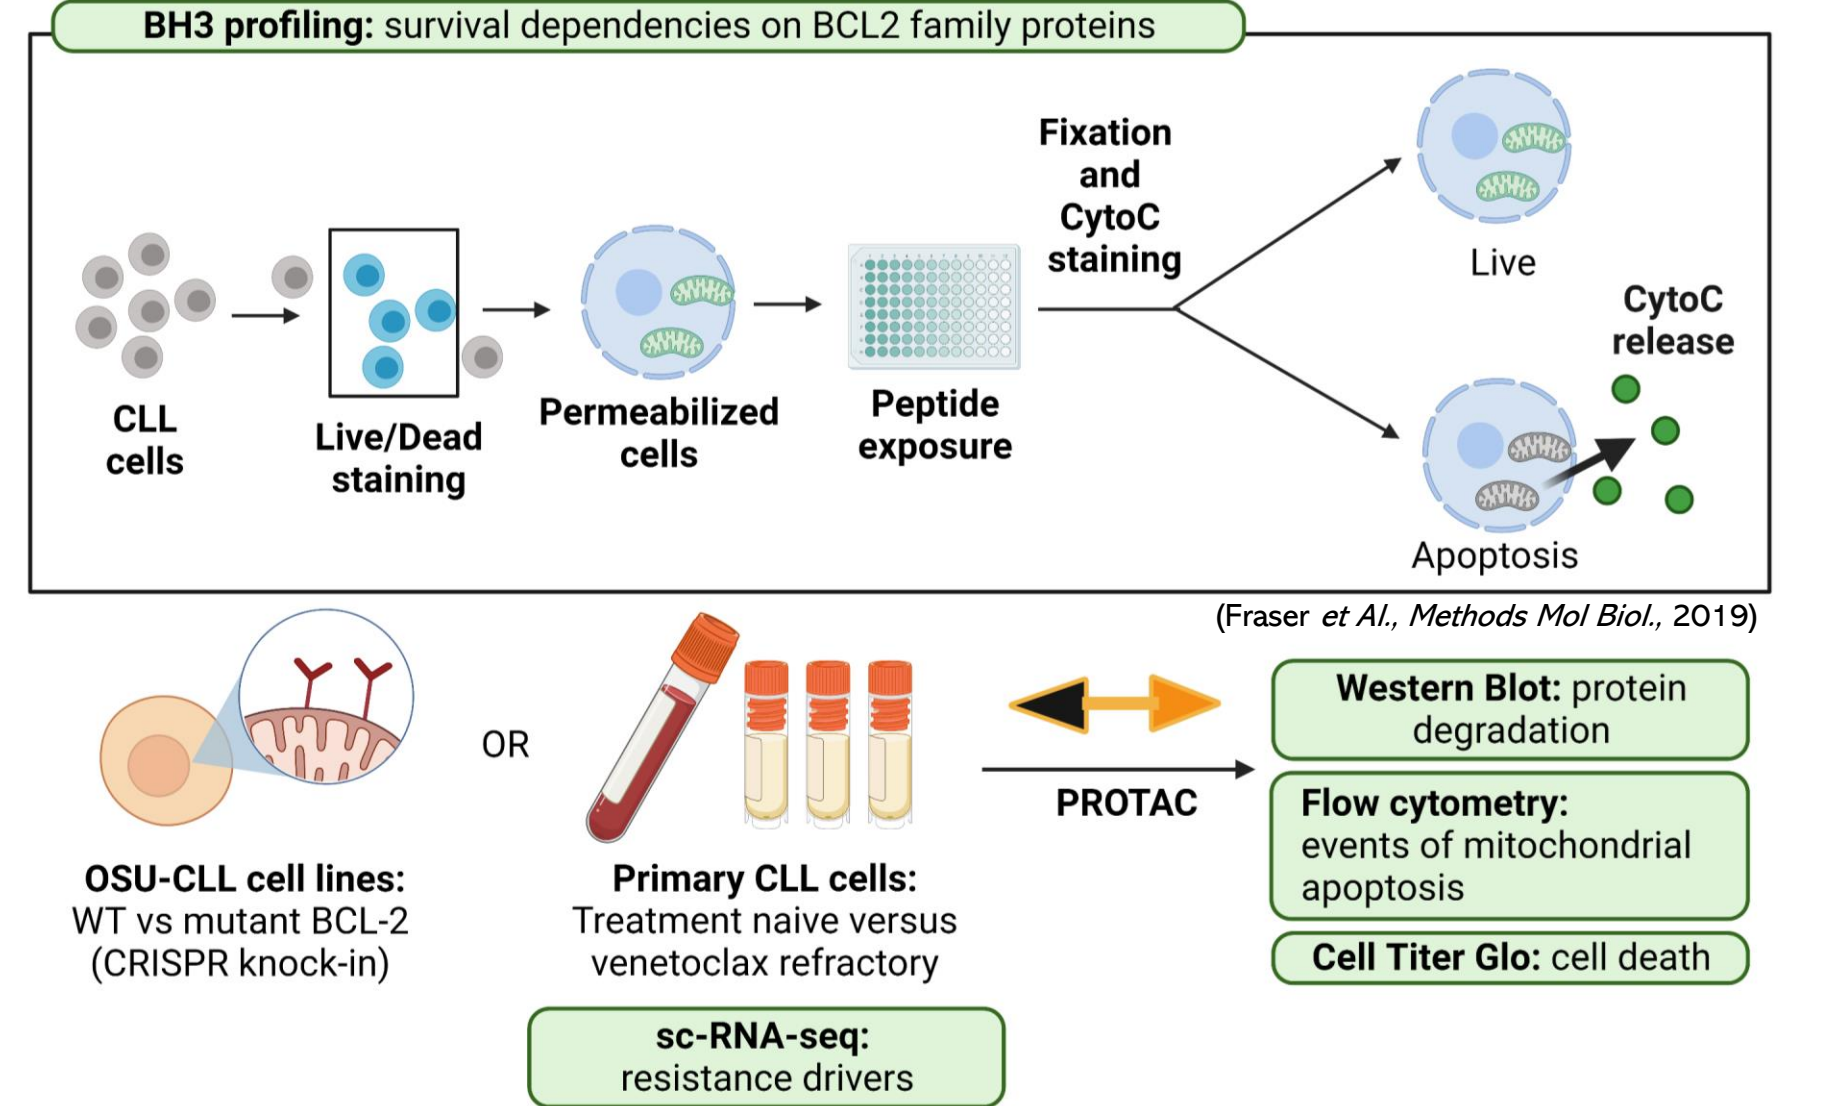 BH3 profiling: survival dependencies on BCL2 family proteins
CLL
cells
Live/Dead
staining
Permeabilized
cells
Peptide
exposure
Fixation
and
CytoC
staining
Live
CytoC
release
Apoptosis
(Fraser et Al., Methods Mol Biol., 2019)
OSU-CLL cell lines:
WT vs mutant BCL-2
(CRISPR knock-in)
OR
Primary CLL cells:
Treatment naive versus
venetoclax refractory
sc-RNA-seq:
resistance drivers
PROTAC
Western Blot: protein
degradation
Flow cytometry:
events of mitochondrial
apoptosis
Cell Titer Glo: cell death